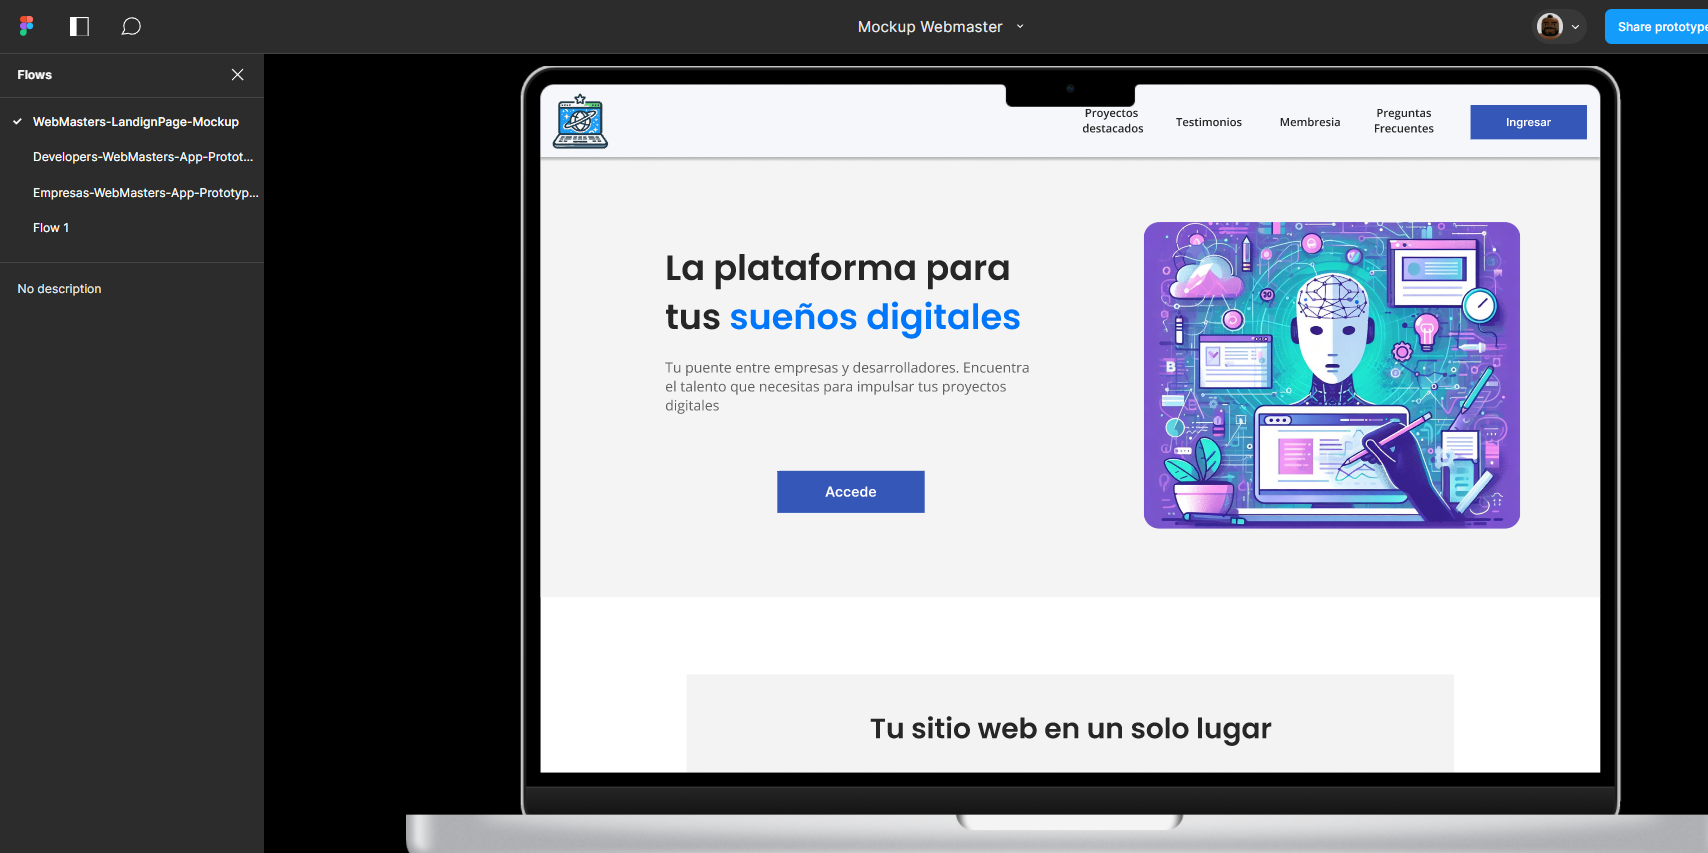 Mockup Webmaster
Share prototype
Flows
WebMasters-LandignPage-Mockup
Developers-WebMasters-App-Protot...
Empresas-WebMasters-App-Prototyp...
Flow 1
No description
Proyectos
destacados
Testimonios
Membresia
Preguntas
Frecuentes
Ingresar
La plataforma para
tus sueños digitales
Tu puente entre empresas y desarrolladores. Encuentra
el talento que necesitas para impulsar tus proyectos
digitales
Accede
Tu sitio web en un solo lugar